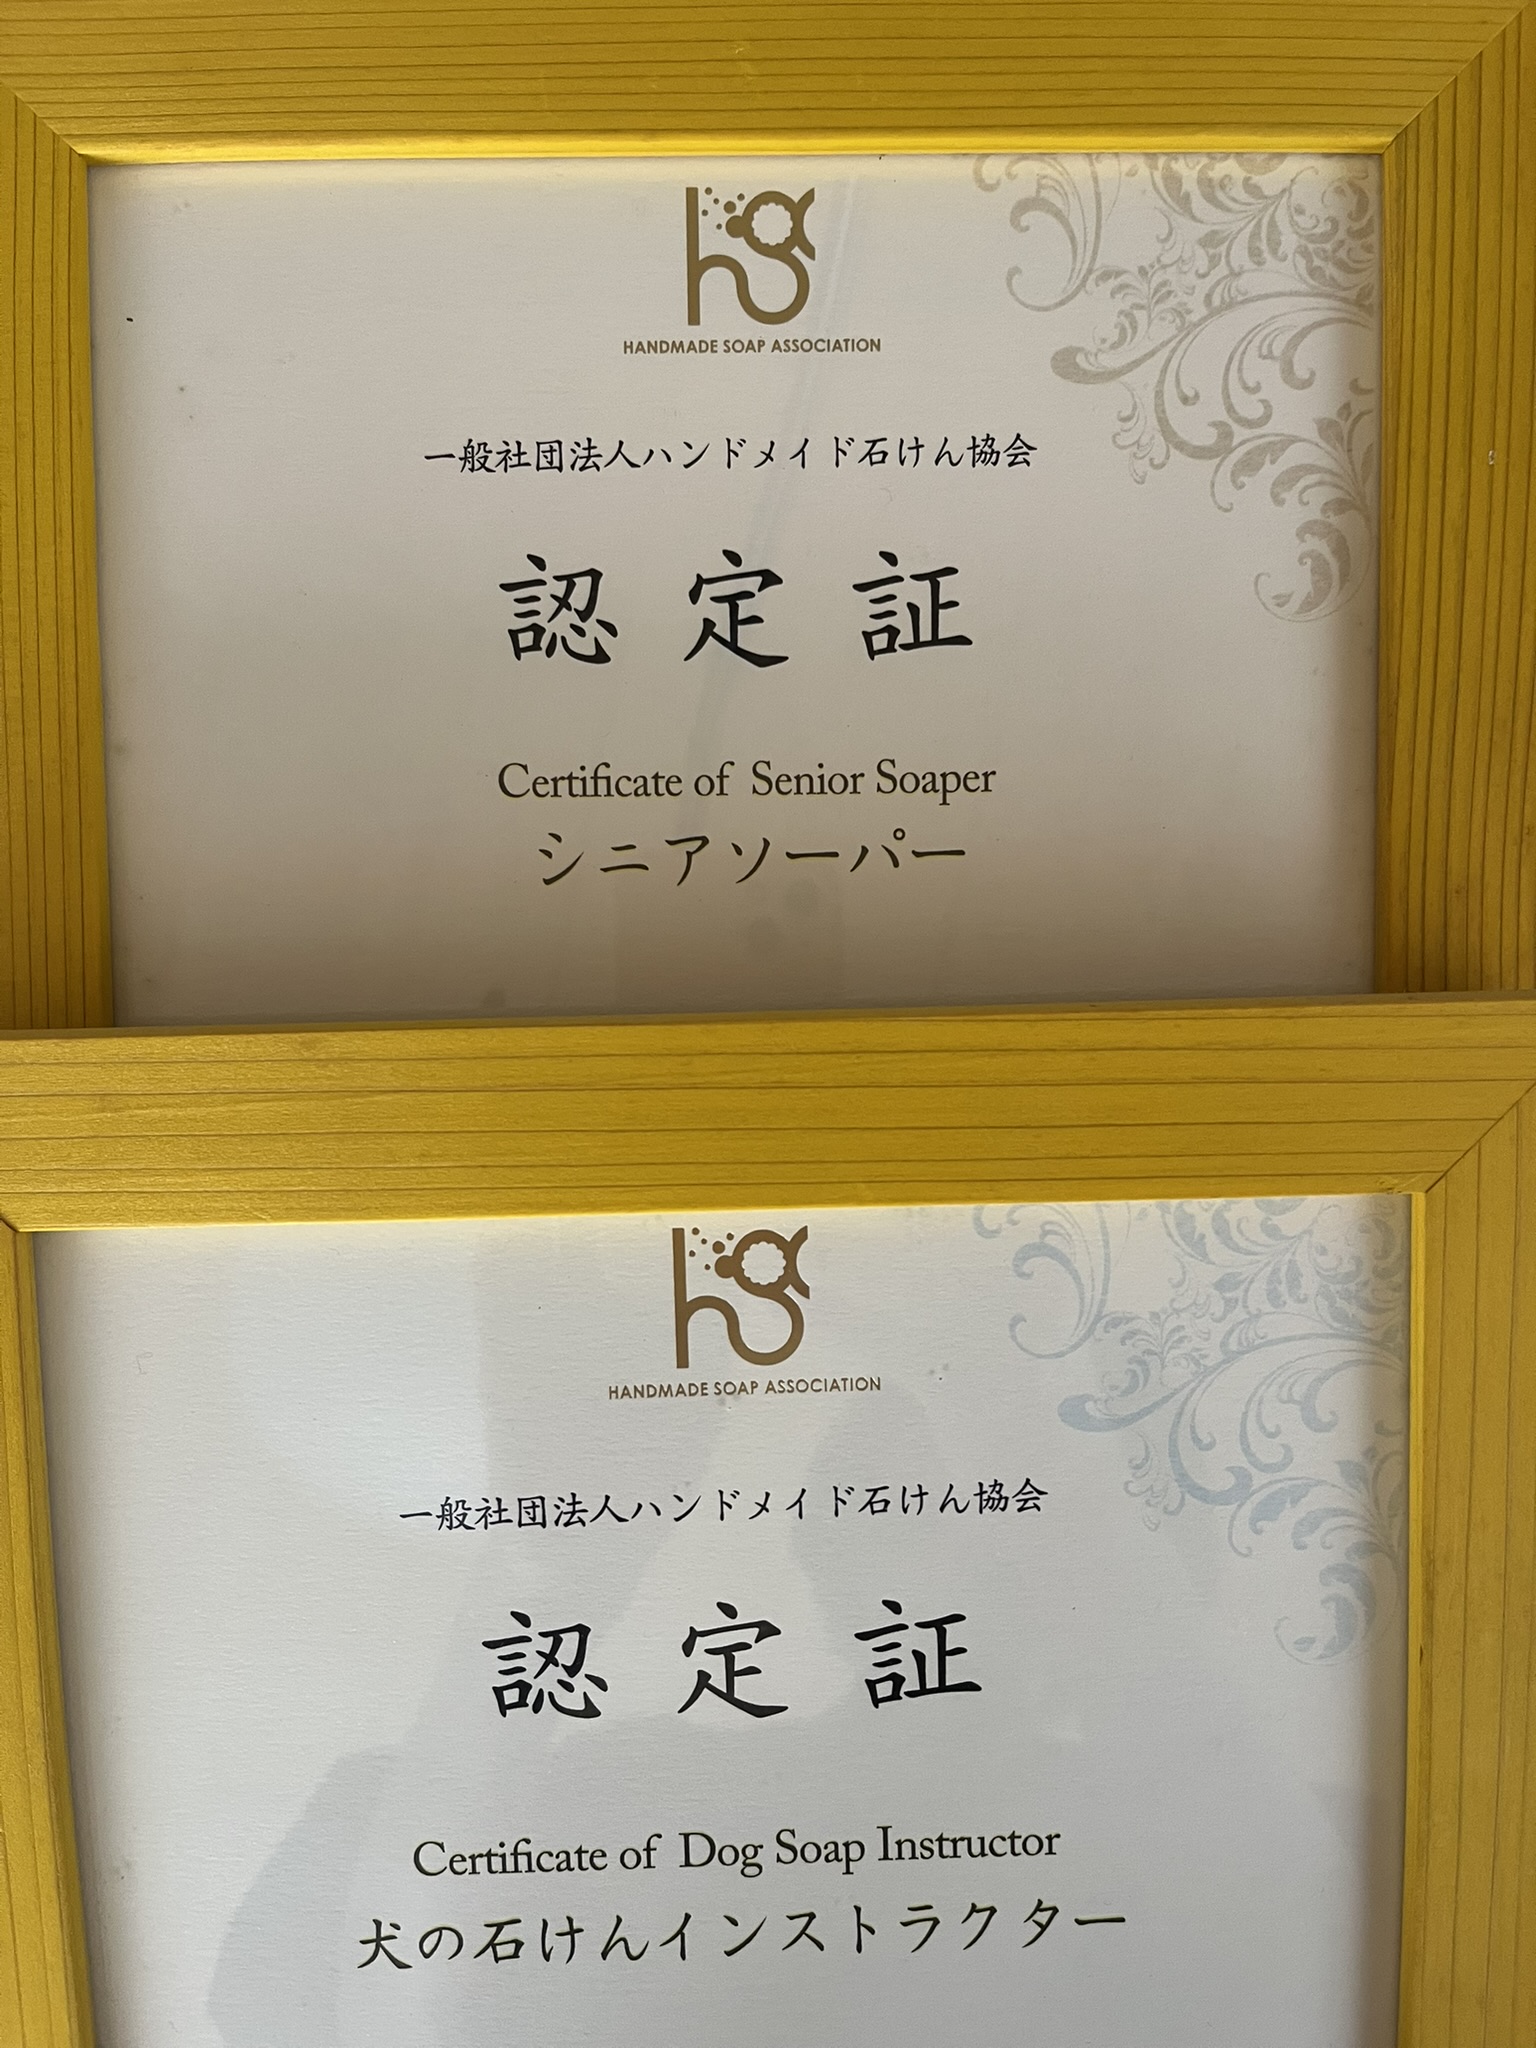 hs
HANDMADE SOAP ASSOCIATION
一般社団法人ハンドメイド石けん協会
認定証
Certificate of Senior Soaper
シニアソーパー
hs
HANDMADE SOAP ASSOCIATION
一般社団法人ハンドメイド石けん協会
認定証
Certificate of Dog Soap Instructor
犬の石けんインストラクター